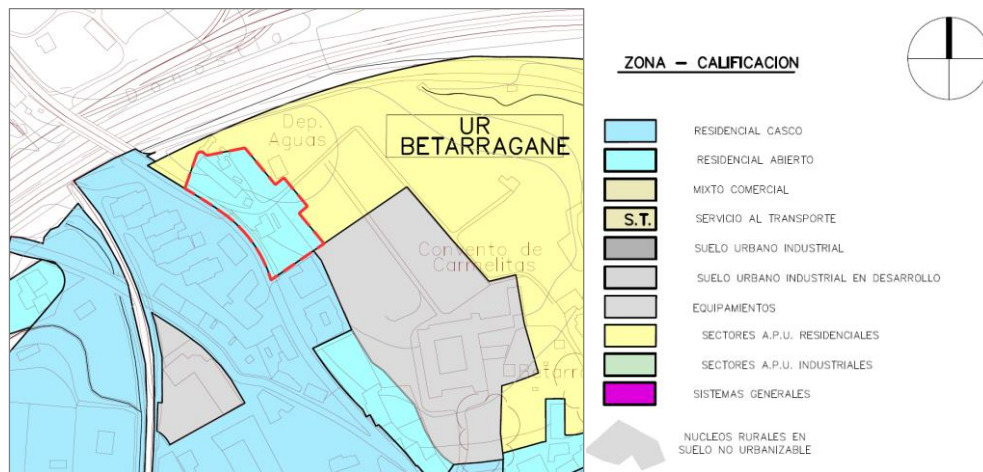 Donostia
Dep.
Aguas
UR
BETARRAGANE
Convento de
Carmelitas
ZONA – CALIFICACION
RESIDENCIAL CASCO
RESIDENCIAL ABIERTO
MIXTO COMERCIAL
S.T. SERVICIO AL TRANSPORTE
SUELO URBANO INDUSTRIAL
SUELO URBANO INDUSTRIAL EN DESARROLLO
EQUIPAMIENTOS
SECTORES A.P.U. RESIDENCIALES
SECTORES A.P.U. INDUSTRIALES
SISTEMAS GENERALES
NUCLEOS RURALES EN
SUELO NO URBANIZABLE